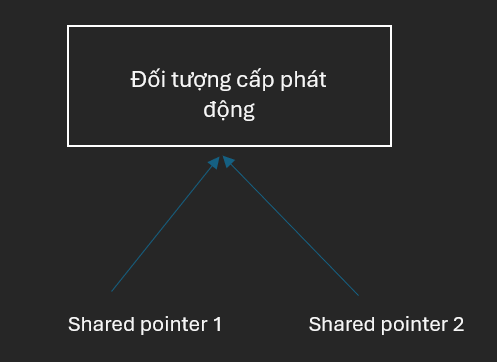 Đối tượng cấp phát
động
Shared pointer 1
Shared pointer 2